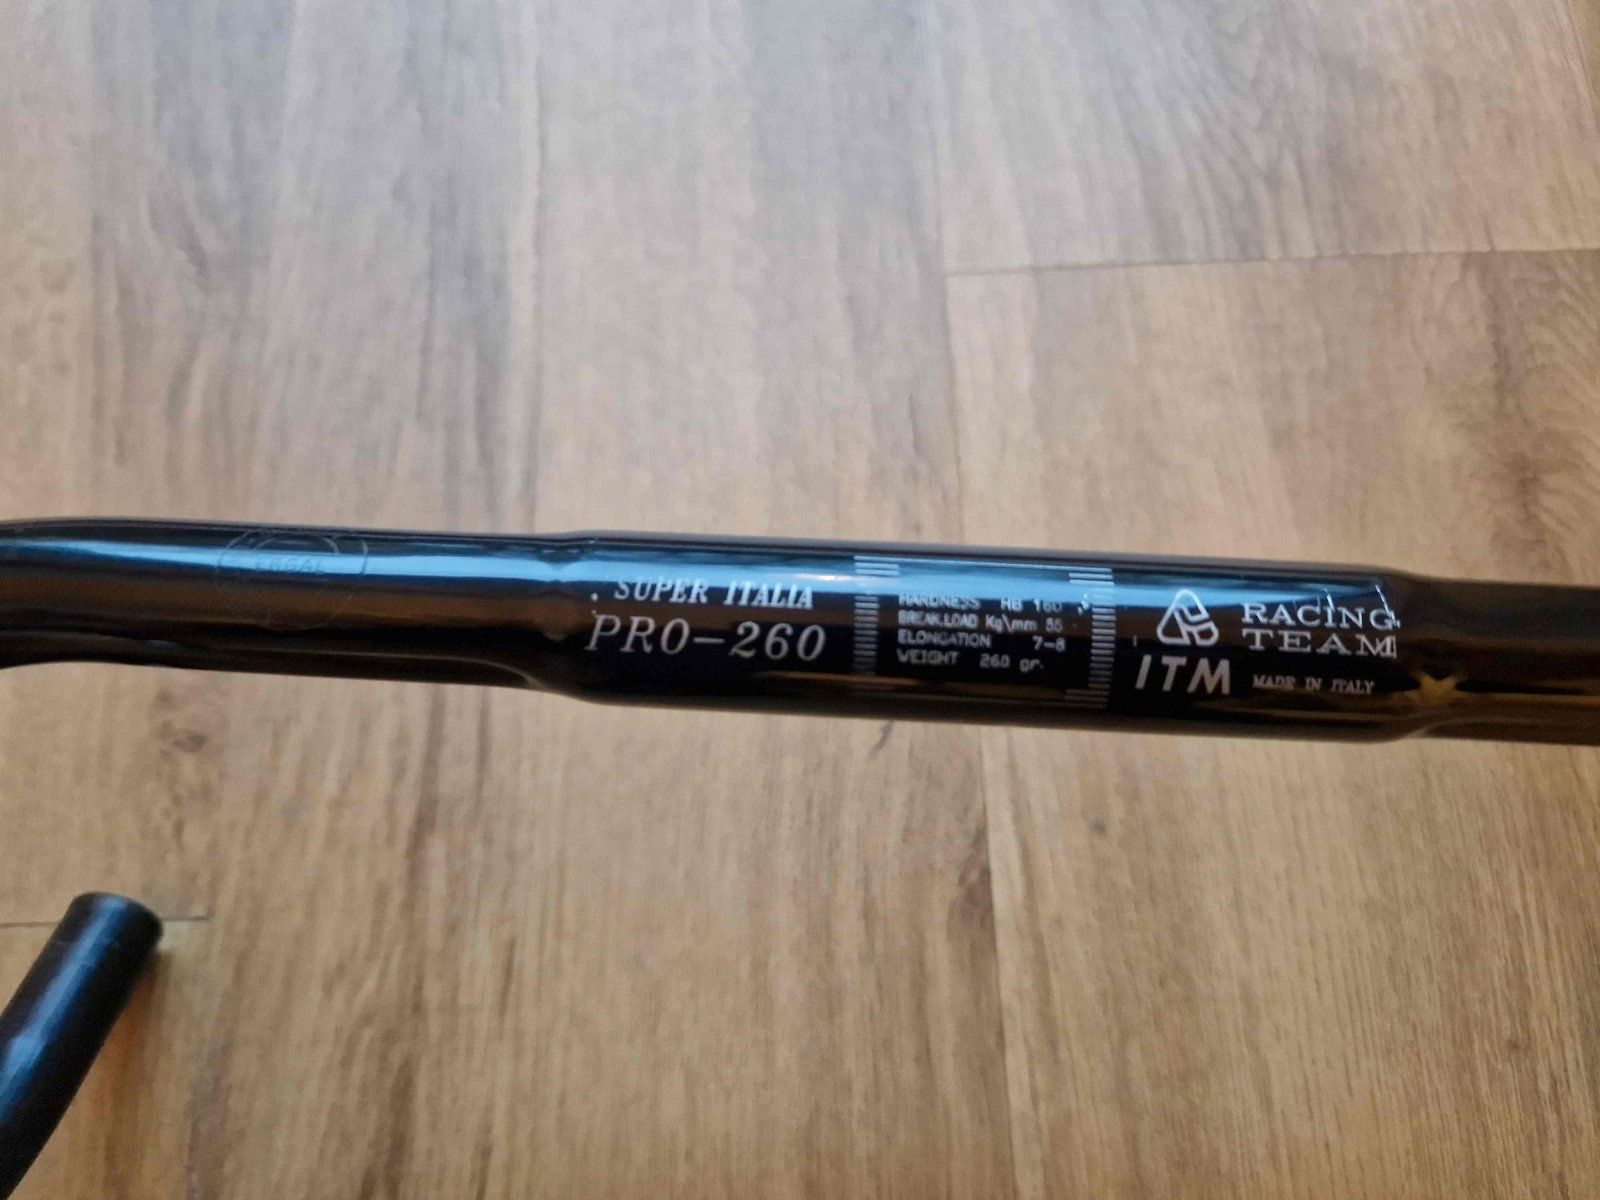 LEGAL
SUPER ITALIA
PRO-260
HARDNESS HB 160
BREAK.LOAD Kg\mm 55
ELONGATION 7-8
WEIGHT 260 gr.
RACING
TEAM
ITM MADE IN ITALY